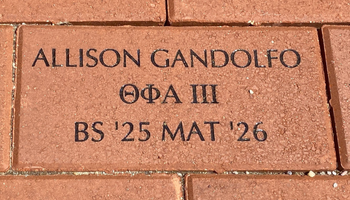 ALLISON GANDOLFO
ΘΦΑ III
BS '25 MAT '26